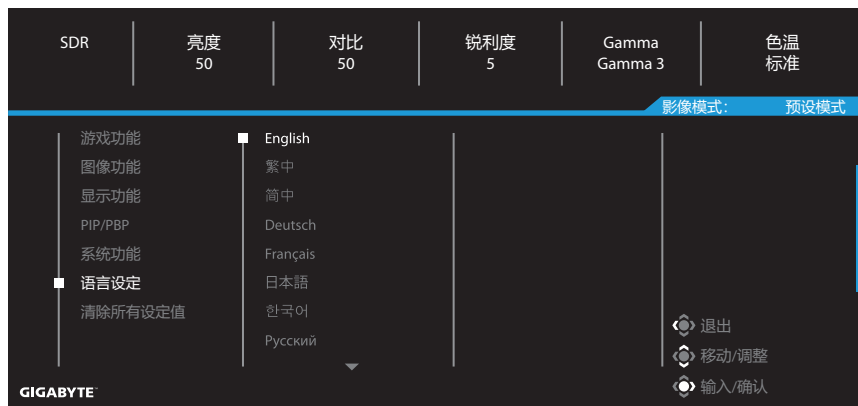 SDR
亮度
50
对比
50
锐利度
5
Gamma
Gamma 3
色温
标准
影像模式： 预设模式
游戏功能
图像功能
显示功能
PIP/PBP
系统功能
语言设定
清除所有设定值
English
繁中
简中
Deutsch
Français
日本語
한국어
Русский
退出
移动/调整
输入/确认
GIGABYTE™